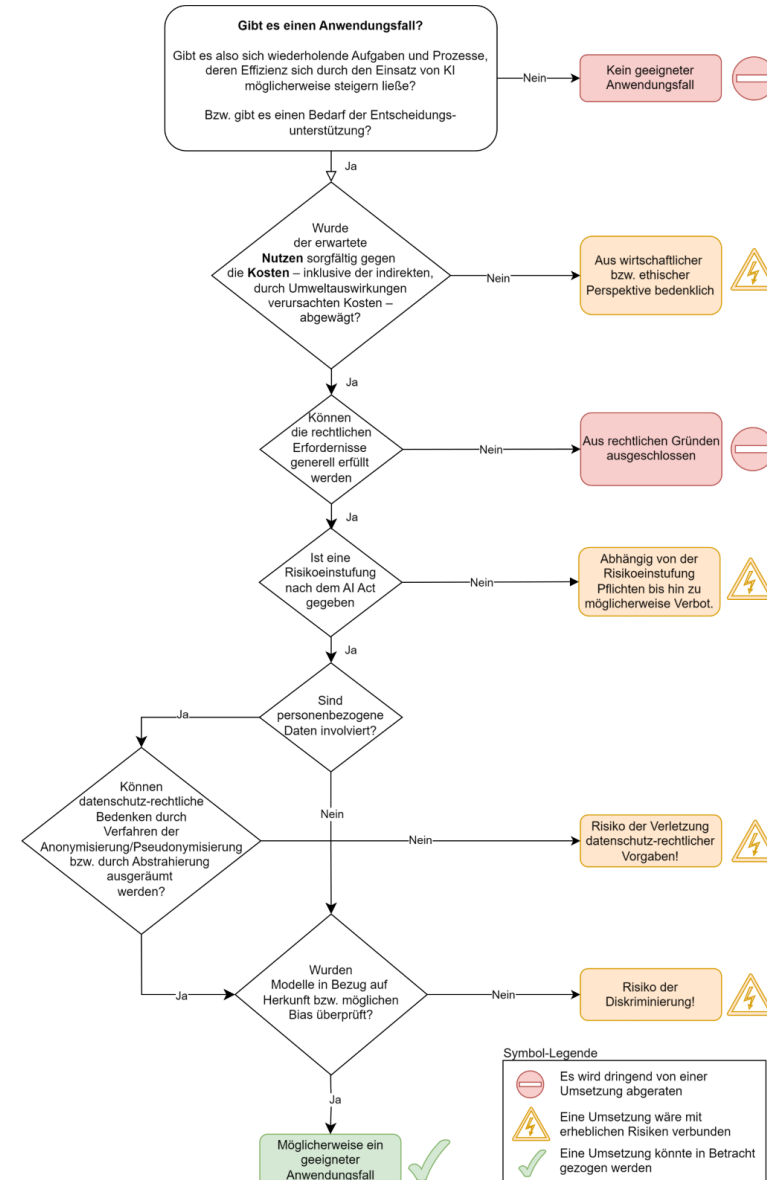 Gibt es einen Anwendungsfall?
Gibt es also sich wiederholende Aufgaben und Prozesse,
deren Effizienz sich durch den Einsatz von KI
möglicherweise steigern ließe?
Bzw. gibt es einen Bedarf der Entscheidungs-
unterstützung?
Nein
Kein geeigneter
Anwendungsfall
Ja
Wurde
der erwartete
Nutzen sorgfältig gegen
die Kosten – inklusive der indirekten,
durch Umweltauswirkungen
verursachten Kosten –
abgewägt?
Nein
Aus wirtschaftlicher
bzw. ethischer
Perspektive bedenklich
Ja
Können
die rechtlichen
Erfordernisse
generell erfüllt
werden
Nein
Aus rechtlichen Gründen
ausgeschlossen
Ja
Ist eine
Risikoeinstufung
nach dem AI Act
gegeben
Nein
Abhängig von der
Risikoeinstufung
Pflichten bis hin zu
möglicherweise Verbot.
Ja
Sind
personenbezogene
Daten involviert?
Ja
Nein
Können
datenschutz-rechtliche
Bedenken durch
Verfahren der
Anonymisierung/Pseudonymisierung
bzw. durch Abstrahierung
ausgeräumt
werden?
Nein
Risiko der Verletzung
datenschutz-rechtlicher
Vorgaben!
Ja
Wurden
Modelle in Bezug auf
Herkunft bzw. möglichen
Bias überprüft?
Nein
Risiko der
Diskriminierung!
Ja
Möglicherweise ein
geeigneter
Anwendungsfall
Symbol-Legende
Es wird dringend von einer
Umsetzung abgeraten
Eine Umsetzung wäre mit
erheblichen Risiken verbunden
Eine Umsetzung könnte in Betracht
gezogen werden